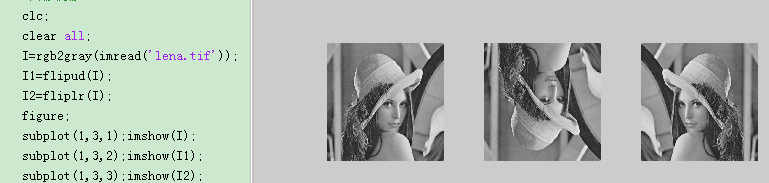 clc;
clear all;
I=rgb2gray(imread('lena.tif'));
I1=flipud(I);
I2=fliplr(I);
figure;
subplot(1,3,1);imshow(I);
subplot(1,3,2);imshow(I1);
subplot(1,3,3);imshow(I2);